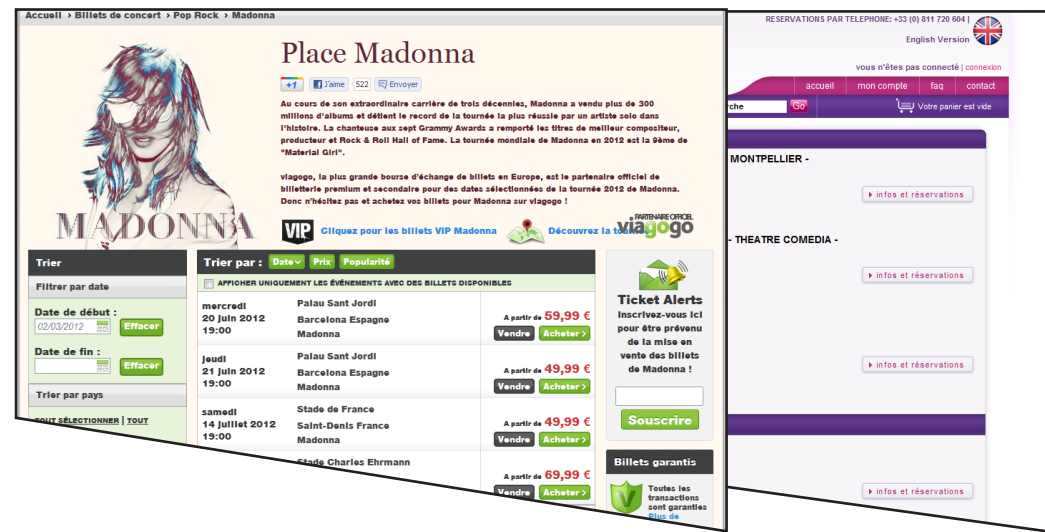 Accueil > Billets de concert > Pop Rock > Madonna
Place Madonna
+1 J'aime 522 Envoyer
Au cours de son extraordinaire carrière de trois décennies, Madonna a vendu plus de 300
millions d'albums et détient le record de la tournée la plus réussie par un artiste solo dans
l'histoire. La chanteuse aux sept Grammy Awards a remporté les titres de meilleur compositeur,
producteur et Rock & Roll Hall of Fame. La tournée mondiale de Madonna en 2012 est la 9ème de
"Material Girl".
viagogo, la plus grande bourse d'échange de billets en Europe, est le partenaire officiel de
billetterie premium et secondaire pour des dates sélectionnées de la tournée 2012 de Madonna.
Donc n'hésitez pas et achetez vos billets pour Madonna sur viagogo !
MADONNA
VIP Cliquez pour les billets VIP Madonna
Découvrez la
PARTENAIRE OFFICIEL
viagogo
Trier
Filtrer par date
Date de début :
02/03/2012 Effacer
Date de fin :
Effacer
Trier par pays
TOUT SÉLECTIONNER | TOUT
Trier par : Date Prix Popularité
AFFICHER UNIQUEMENT LES ÉVÉNEMENTS AVEC DES BILLETS DISPONIBLES
mercredi
20 juin 2012
19:00
Palau Sant Jordi
Barcelona Espagne
Madonna
A partir de 59,99 €
Vendre Acheter >
jeudi
21 juin 2012
19:00
Palau Sant Jordi
Barcelona Espagne
Madonna
A partir de 49,99 €
Vendre Acheter >
samedi
14 juillet 2012
19:00
Stade de France
Saint-Denis France
Madonna
A partir de 49,99 €
Vendre Acheter >
Stade Charles Ehrmann
A partir de 69,99 €
Vendre Acheter >
Ticket Alerts
Inscrivez-vous ici
pour être prévenu
de la mise en
vente des billets
de Madonna !
Souscrire
Billets garantis
Toutes les
transactions
sont garanties
Plus de
RESERVATIONS PAR TELEPHONE: +33 (0) 811 720 604 |
English Version
vous n'êtes pas connecté | connexion
accueil mon compte faq contact
rche Go Votre panier est vide
MONTPELLIER -
infos et réservations
- THEATRE COMEDIA -
infos et réservations
infos et réservations
infos et réservations